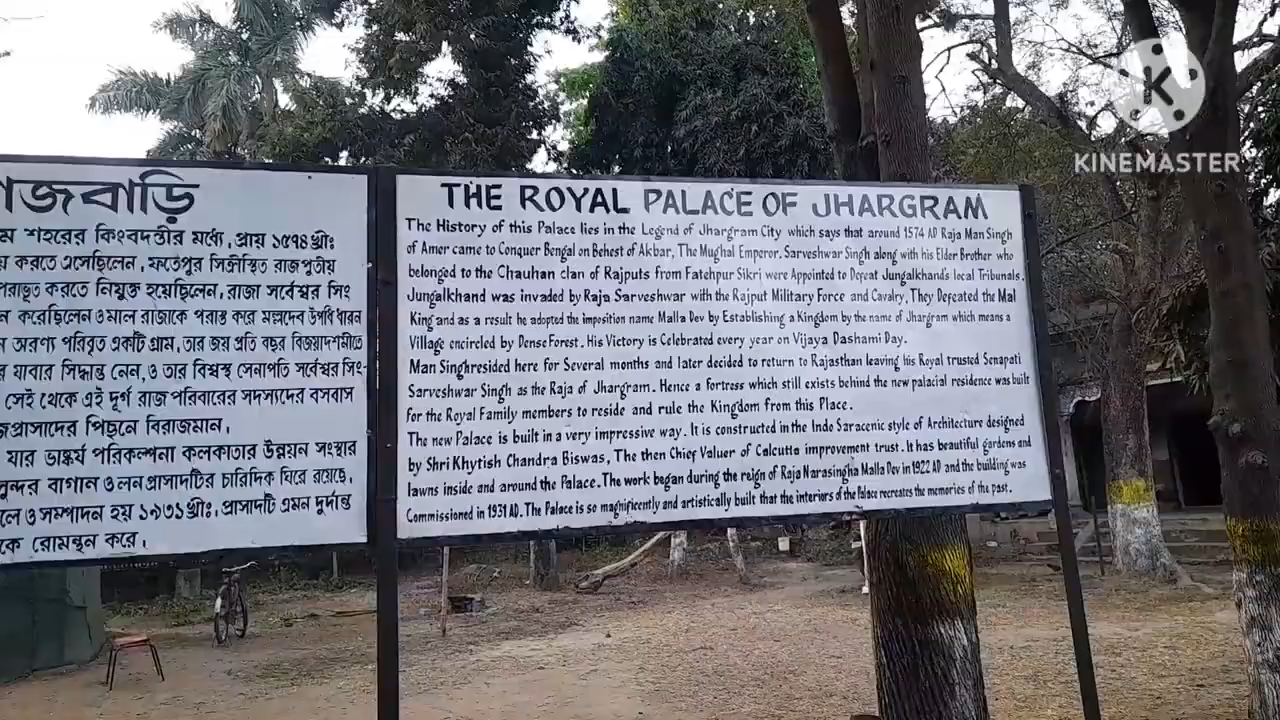 জবাড়ি
ম শহরের কিংবদন্তীর মধ্যে, প্রায় ১৫৭৪খ্রীঃ
করতে এসেছিলেন, ফতেপুর সিক্রীস্থিত রাজপুতীয়
পরাভূত করতে নিযুক্ত হয়েছিলেন, রাজা সর্বেশ্বর সিং
ন করেছিলেন ও মাল রাজাকে পরাস্ত করে মল্লদেব উপাধি ধারন
ন অরণ্য পরিবৃত একটি গ্রাম, তার জয় প্রতি বছর বিজয়াদশমীতে
র যাবার সিদ্ধান্ত নেন, ও তার বিশ্বস্থ সেনাপতি সর্বেশ্বর সিং-
সেই থেকে এই দূর্গ রাজ পরিবারের সদস্যদের বসবাস
জপ্রাসাদের পিছনে বিরাজমান,
যার ভাষ্কর্য পরিকল্পনা কলকাতার উন্নয়ন সংস্থার
সুন্দর বাগান ও লন প্রাসাদটির চারিদিক ঘিরে রয়েছে,
লে ও সম্পাদন হয় ১৯৩১খ্রীঃ, প্রাসাদটি এমন দুর্দান্ত
কে রোমন্থন করে,
THE ROYAL PALACE OF JHARGRAM
The History of this Palace lies in the Legend of Jhargram City which says that around 1574 AD Raja Man Singh
of Amer came to Conquer Bengal on Behest of Akbar, The Mughal Emperor. Sarveshwar Singh along with his Elder Brother who
belonged to the Chauhan clan of Rajputs from Fatehpur Sikri were Appointed to Defeat Jungalkhand's local Tribunals.
Jungalkhand was invaded by Raja Sarveshwar with the Rajput Military Force and Cavalry, They Defeated the Mal
King and as a result he adopted the imposition name Malla Dev by Establishing a Kingdom by the name of Jhargram which means a
Village encircled by Dense Forest. His Victory is Celebrated every year on Vijaya Dashami Day.
Man Singh resided here for Several months and later decided to return to Rajasthan leaving his Royal trusted Senapati
Sarveshwar Singh as the Raja of Jhargram. Hence a fortress which still exists behind the new palacial residence was built
for the Royal Family members to reside and rule the Kingdom from this Place.
The new Palace is built in a very impressive way. It is constructed in the Indo Saracenic style of Architecture designed
by Shri Khytish Chandra Biswas, The then Chief Valuer of Calcutta improvement trust. It has beautiful gardens and
lawns inside and around the Palace. The work began during the reign of Raja Narasingha Malla Dev in 1922 AD and the building was
Commissioned in 1931 AD. The Palace is so magnificently and artistically built that the interiors of the Palace recreates the memories of the past.
K
KINEMASTER